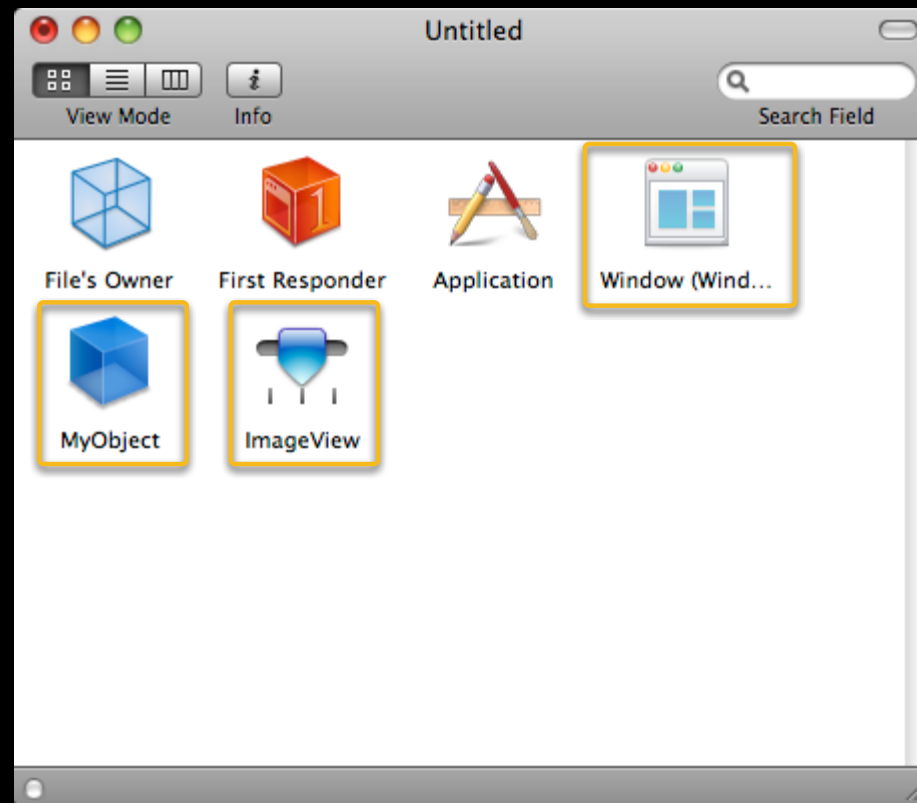 Untitled
View Mode Info Search Field
File's Owner First Responder Application Window (Wind...
MyObject ImageView